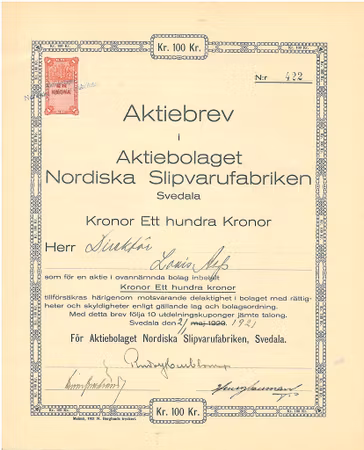 Kr. 100 Kr.
N:r 432
Aktiebrev
i
Aktiebolaget
Nordiska Slipvarufabriken
Svedala
Kronor Ett hundra Kronor
Herr Direktör
Louis
som för en aktie i ovannämnda bolag inbetalt
Kronor Ett hundra kronor
tillförsäkras härigenom motsvarande delaktighet i bolaget med rättig-
heter och skyldigheter enligt gällande lag och bolagsordning.
Med detta brev följa 10 utdelningskuponger jämte talong.
Svedala den 21 maj 1920. 1921
För Aktiebolaget Nordiska Slipvarufabriken, Svedala.
Kr. 100 Kr.